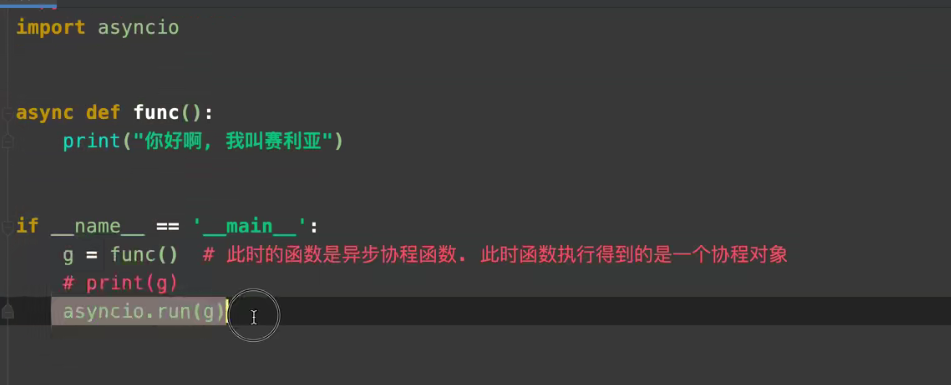 import asyncio
async def func():
    print("你好啊, 我叫赛利亚")
if __name__ == '__main__':
    g = func()  # 此时的函数是异步协程函数. 此时函数执行得到的是一个协程对象
    # print(g)
    asyncio.run(g)